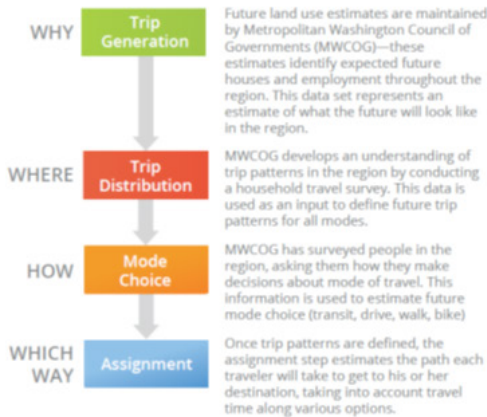 WHY
Trip
Generation
Future land use estimates are maintained
by Metropolitan Washington Council of
Governments (MWCOG)—these
estimates identify expected future
houses and employment throughout the
region. This data set represents an
estimate of what the future will look like
in the region.
WHERE
Trip
Distribution
MWCOG develops an understanding of
trip patterns in the region by conducting
a household travel survey. This data is
used as an input to define future trip
patterns for all modes.
HOW
Mode
Choice
MWCOG has surveyed people in the
region, asking them how they make
decisions about mode of travel. This
information is used to estimate future
mode choice (transit, drive, walk, bike)
WHICH
WAY
Assignment
Once trip patterns are defined, the
assignment step estimates the path each
traveler will take to get to his or her
destination, taking into account travel
time along various options.